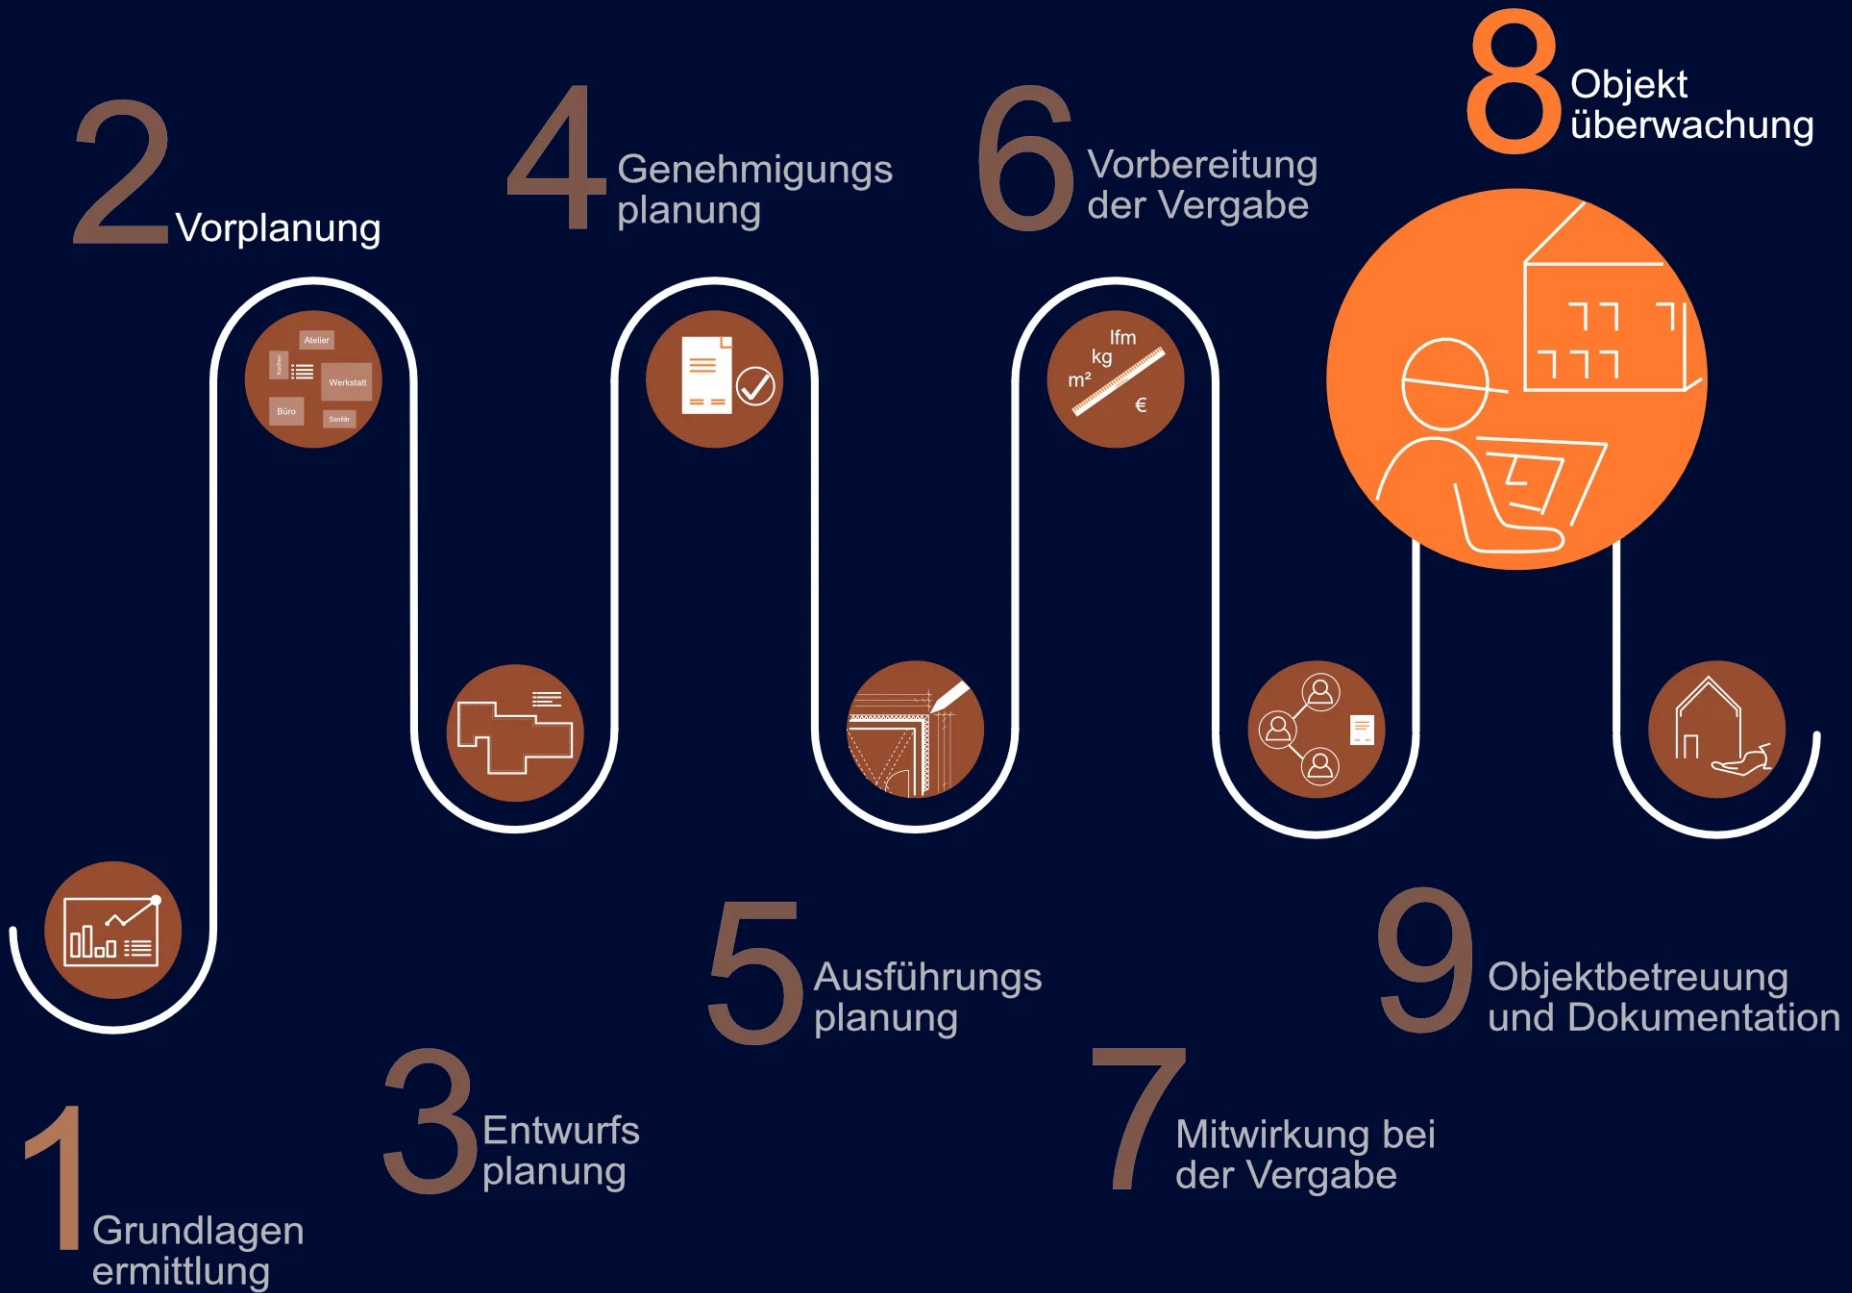 1
Grundlagen
ermittlung
2
Vorplanung
Atelier
Küchen
Werkstatt
Büro
Sanitär
3
Entwurfs
planung
4
Genehmigungs
planung
5
Ausführungs
planung
6
Vorbereitung
der Vergabe
lfm
kg
m²
€
7
Mitwirkung bei
der Vergabe
8
Objekt
überwachung
9
Objektbetreuung
und Dokumentation